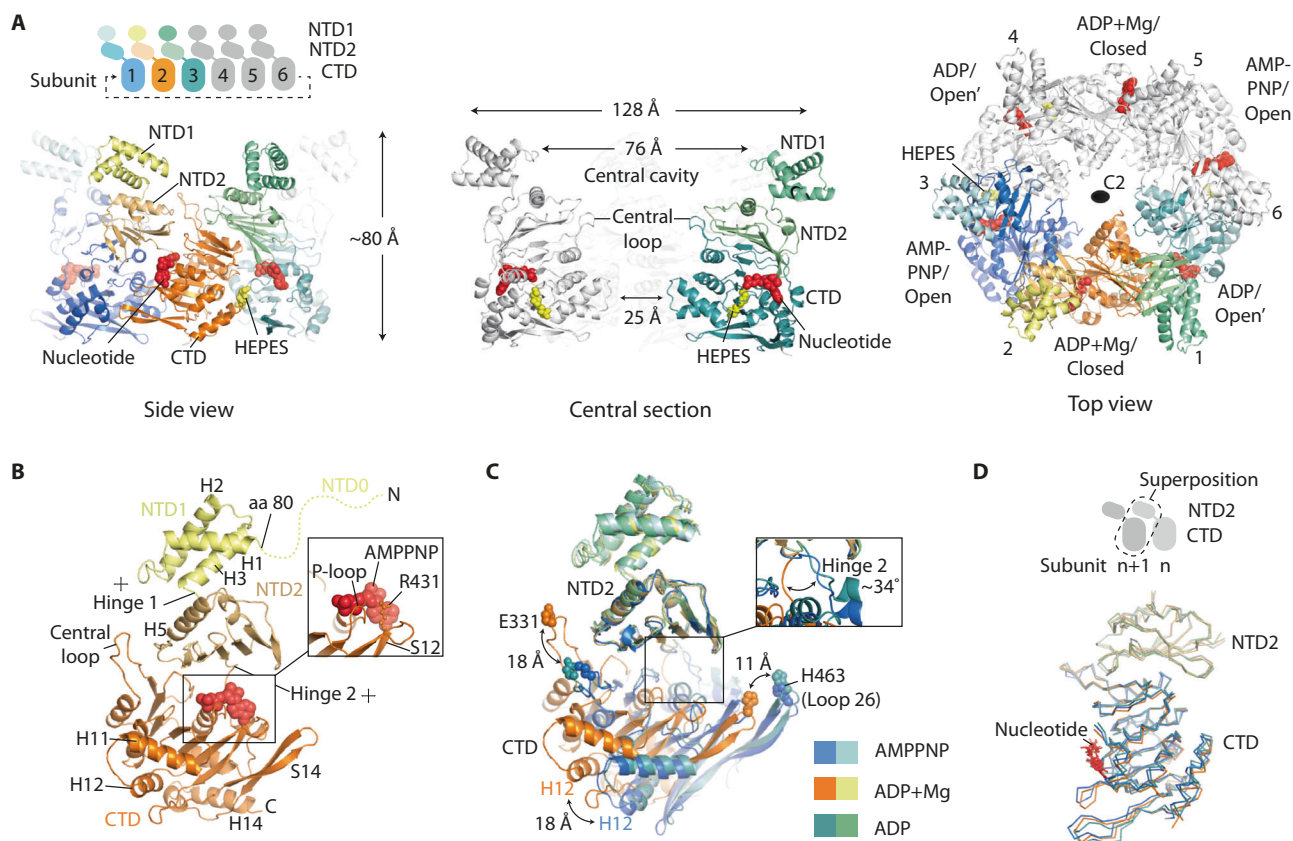 A
NTD1
NTD2
CTD
Subunit
1
2
3
4
5
6
NTD1
NTD2
~80 Å
Nucleotide
CTD
HEPES
Side view
128 Å
76 Å
NTD1
Central cavity
Central
loop
NTD2
CTD
25 Å
HEPES
Nucleotide
Central section
ADP+Mg/
Closed
4
5
ADP/
Open′
AMP-
PNP/
Open
HEPES
3
C2
6
AMP-
PNP/
Open
ADP/
Open′
2
ADP+Mg/
Closed
1
Top view
B
H2
NTD0
N
NTD1
aa 80
H1
H3
AMPPNP
P-loop
R431
S12
NTD2
Hinge 1
H5
Central
loop
Hinge 2
H11
S14
H12
C
CTD
H14
C
NTD2
Hinge 2
~34°
E331
18 Å
11 Å
H463
(Loop 26)
CTD
H12
18 Å
H12
AMPPNP
ADP+Mg
ADP
D
Superposition
NTD2
CTD
Subunit
n+1
n
NTD2
Nucleotide
CTD